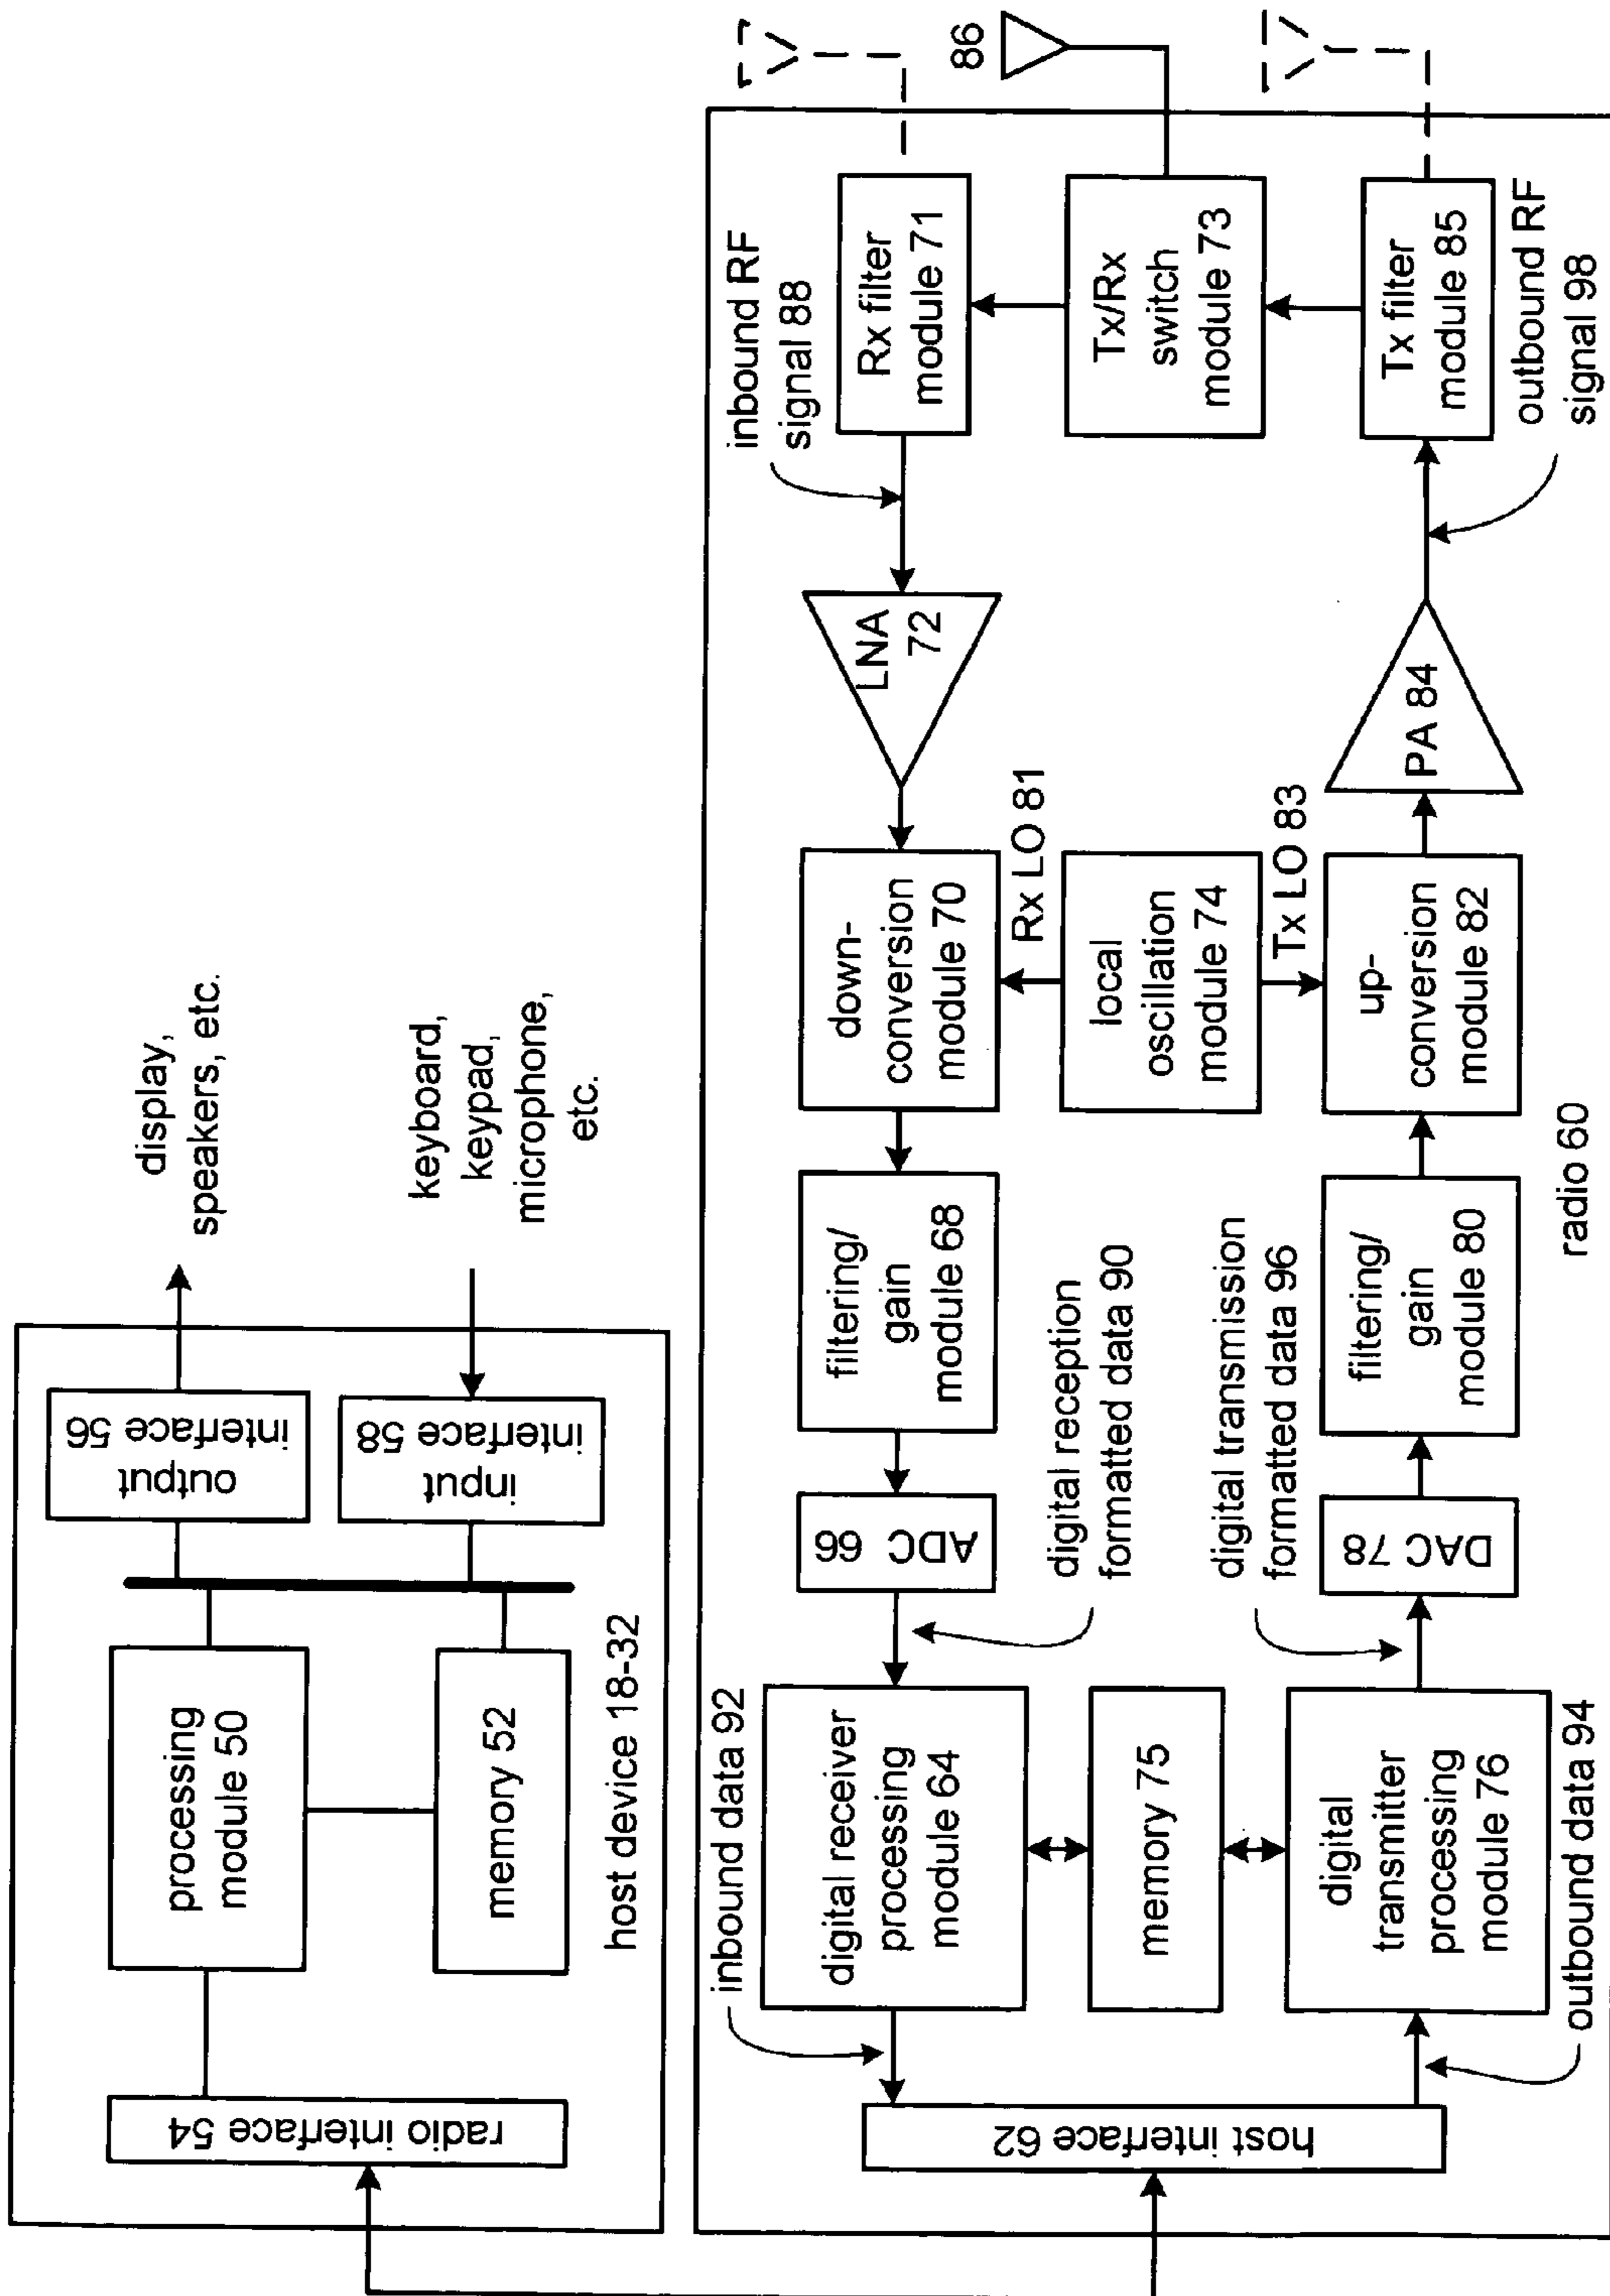 radio interface 54
processing
module 50
memory 52
output
interface 56
input
interface 58
display,
speakers, etc.
keyboard,
keypad,
microphone,
etc.
host device 18-32
host interface 62
inbound data 92
digital receiver
processing
module 64
memory 75
digital
transmitter
processing
module 76
outbound data 94
ADC 66
digital reception
formatted data 90
digital transmission
formatted data 96
DAC 78
filtering/
gain
module 68
filtering/
gain
module 80
down-
conversion
module 70
Rx LO 81
local
oscillation
module 74
Tx LO 83
up-
conversion
module 82
LNA
72
PA 84
inbound RF
signal 88
Rx filter
module 71
Tx/Rx
switch
module 73
Tx filter
module 85
outbound RF
signal 98
86
radio 60